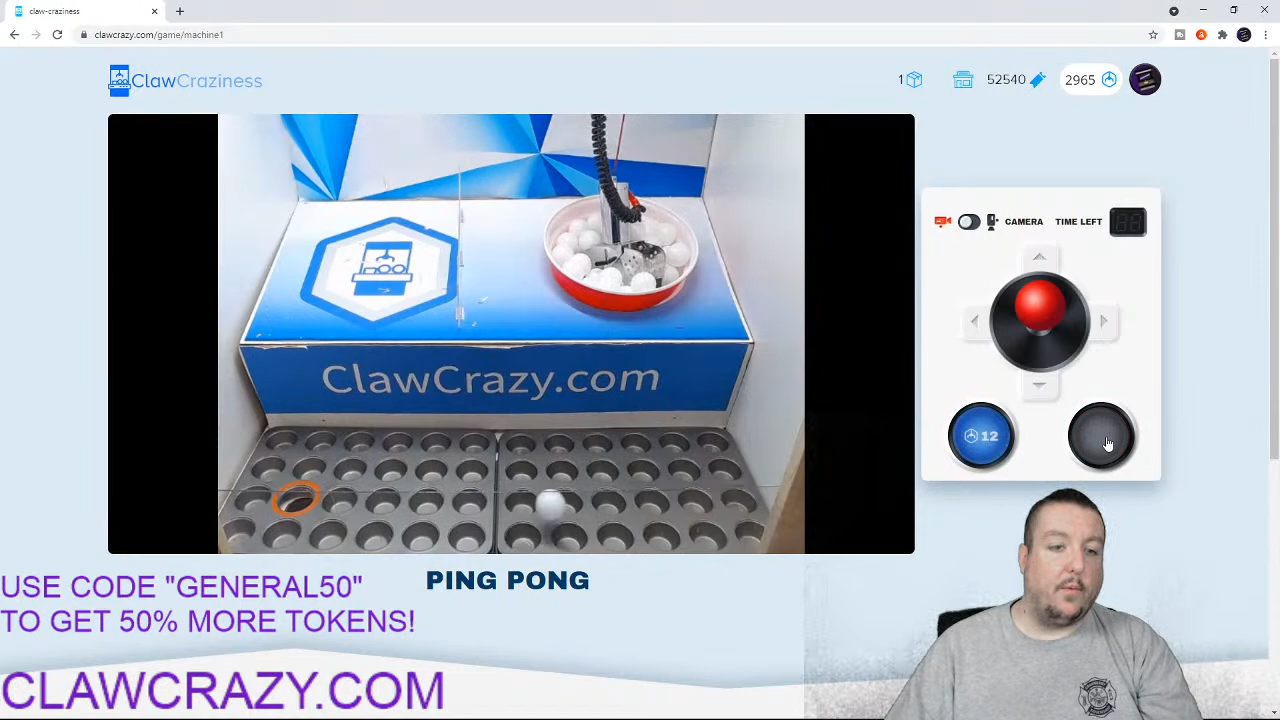 claw-craziness
clawcrazy.com/game/machine1
ClawCraziness
1
52540
2965
CAMERA
TIME LEFT
ClawCrazy.com
12
PING PONG
USE CODE "GENERAL50"
TO GET 50% MORE TOKENS!
CLAWCRAZY.COM